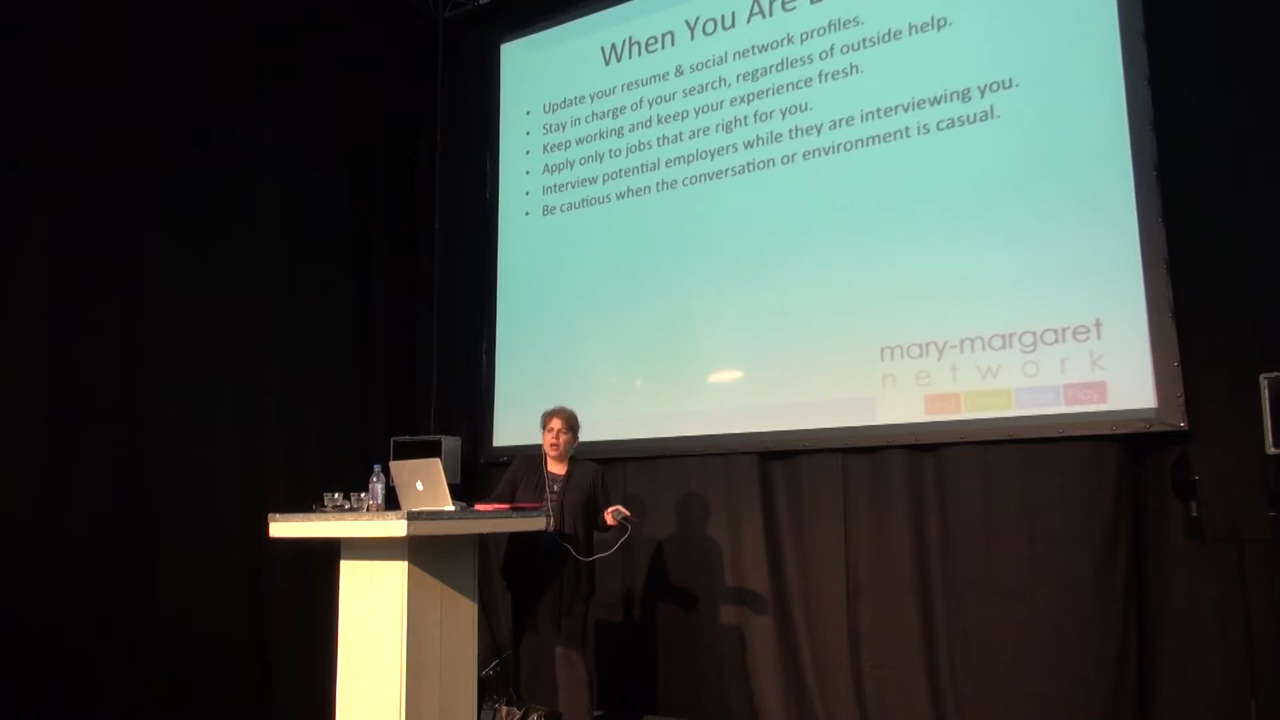 When You Are
• Update your resume & social network profiles.
• Stay in charge of your search, regardless of outside help.
• Keep working and keep your experience fresh.
• Apply only to jobs that are right for you.
• Interview potential employers while they are interviewing you.
• Be cautious when the conversation or environment is casual.
mary-margaret
network
Play